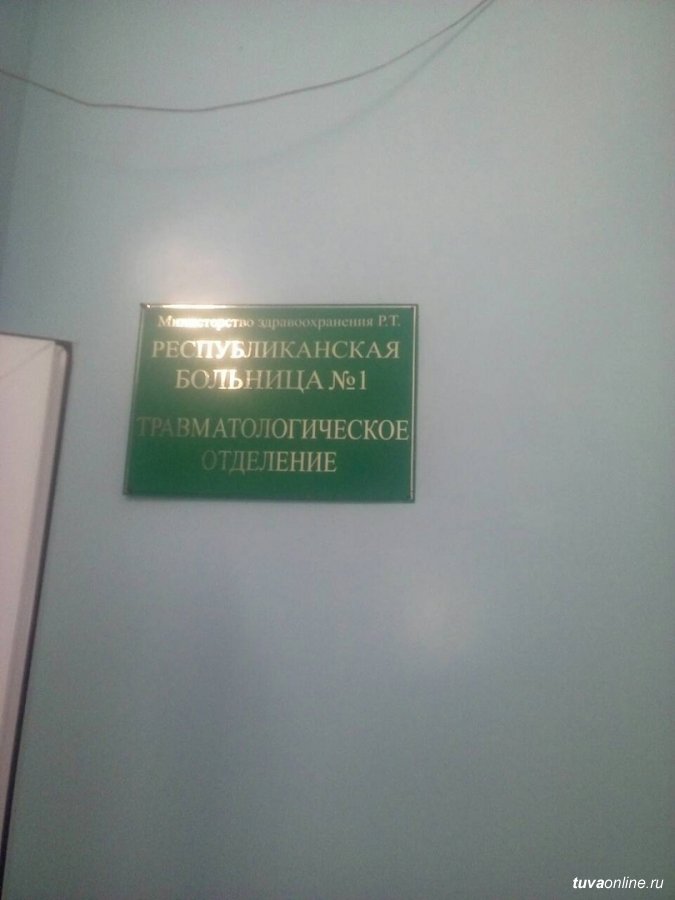 Министерство здравоохранения Р.Т.
РЕСПУБЛИКАНСКАЯ
БОЛЬНИЦА №1
ТРАВМАТОЛОГИЧЕСКОЕ
ОТДЕЛЕНИЕ
tuvaonline.ru